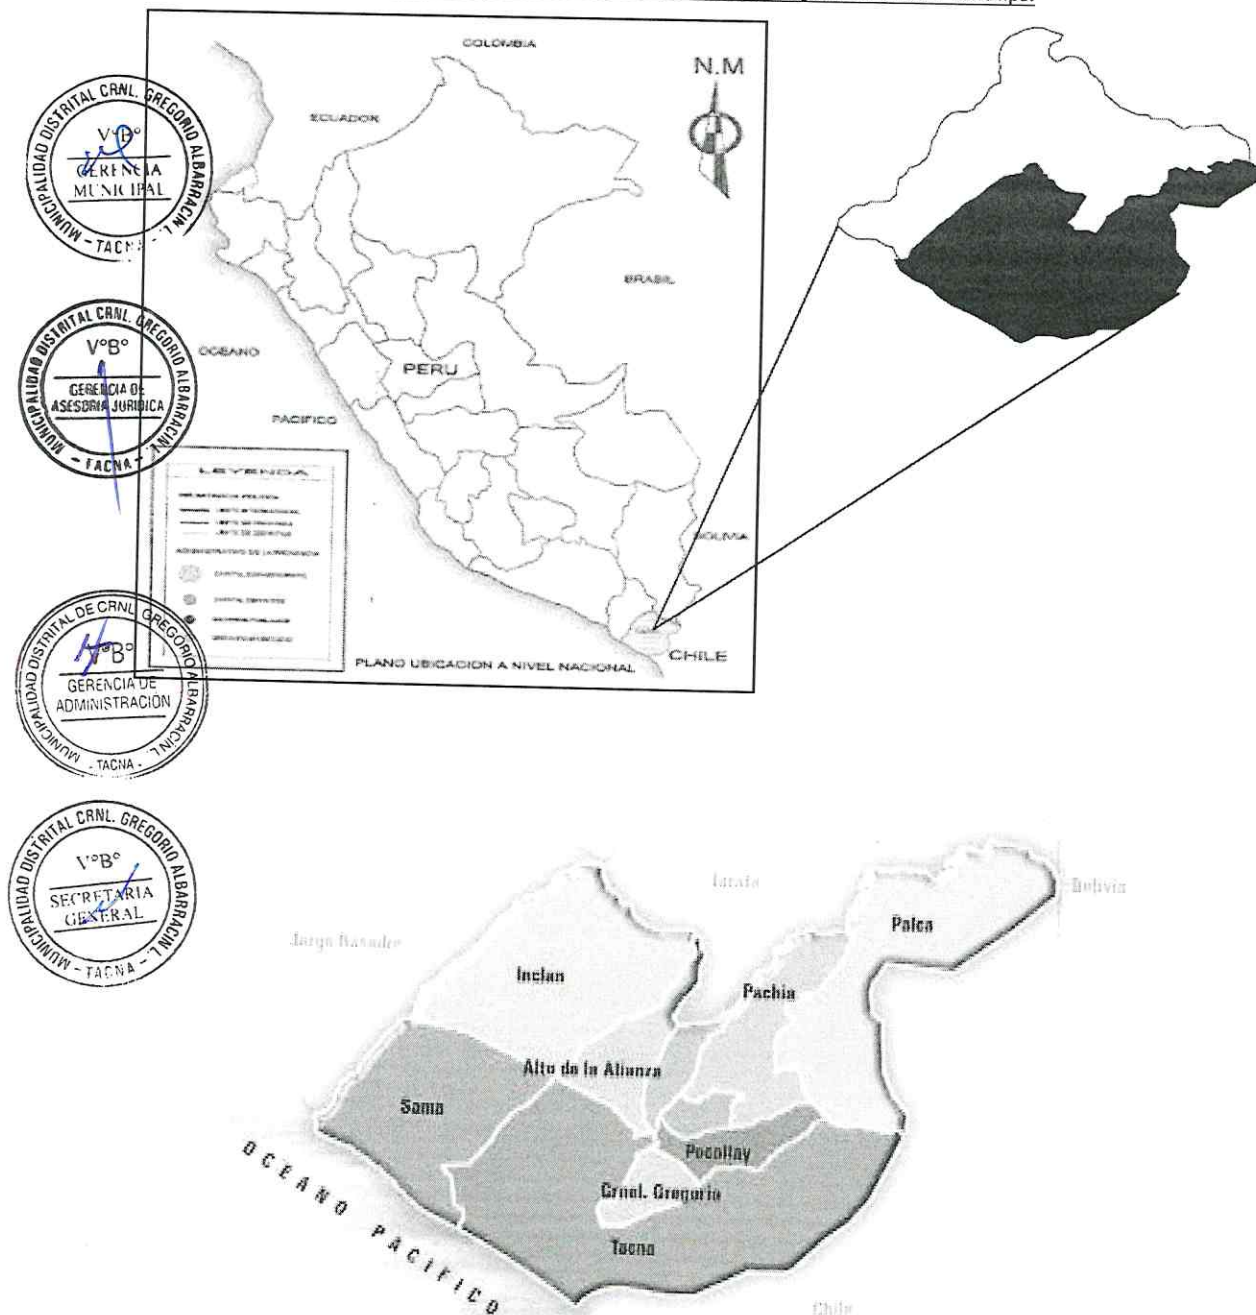 COLOMBIA
N.M
ECUADOR
BRASIL
OCEANO
PERU
PACIFICO
LEYENDA
BOLIVIA
CHILE
PLANO UBICACION A NIVEL NACIONAL
MUNICIPALIDAD DISTRITAL CRNL. GREGORIO ALBARRACIN L.
V°B°
GERENCIA
MUNICIPAL
- TACNA -
MUNICIPALIDAD DISTRITAL CRNL. GREGORIO ALBARRACIN L.
V°B°
GERENCIA DE
ASESORIA JURIDICA
- TACNA -
MUNICIPALIDAD DISTRITAL DE CRNL GREGORIO ALBARRACIN L.
V°B°
GERENCIA DE
ADMINISTRACIÓN
- TACNA -
MUNICIPALIDAD DISTRITAL CRNL. GREGORIO ALBARRACIN L.
V°B°
SECRETARIA
GENERAL
- TACNA -
Tarata
Bolivia
Palca
Jorge Basadre
Inclan
Pachia
Alto de la Alianza
Sama
Pocollay
Crnel. Gregorio
Tacna
OCEANO PACIFICO
Chile